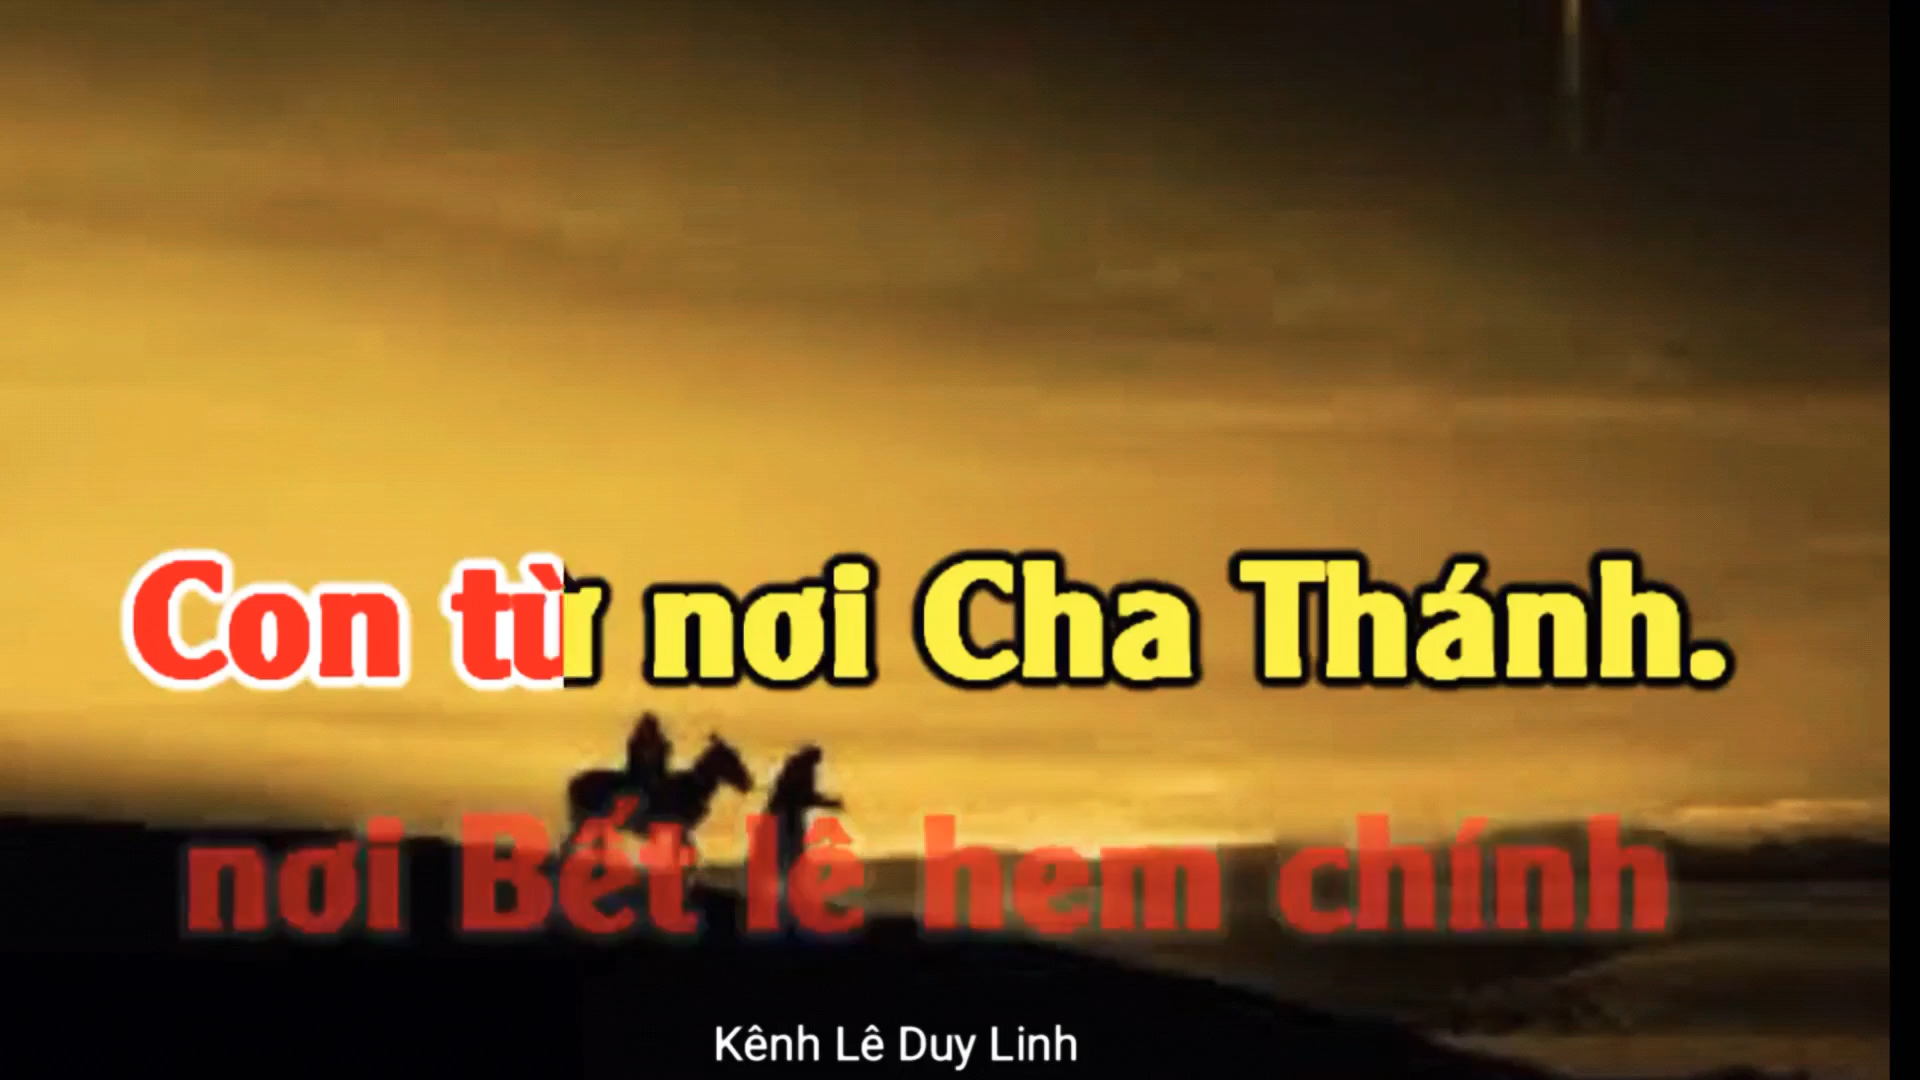 Con từ nơi Cha Thánh.
nơi Bết lê hem chính
Kênh Lê Duy Linh